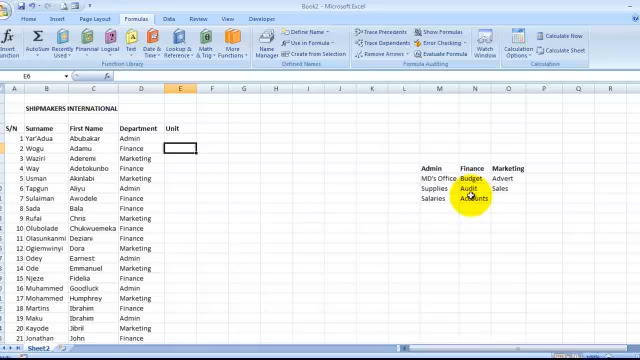 Book2 - Microsoft Excel
Home Insert Page Layout Formulas Data Review View Developer
Insert Function AutoSum Recently Used Financial Logical Text Date & Time Lookup & Reference Math & Trig More Functions Name Manager Define Name Use in Formula Create from Selection Trace Precedents Trace Dependents Remove Arrows Show Formulas Error Checking Evaluate Formula Watch Window Calculation Options Calculate Now Calculate Sheet
Function Library Defined Names Formula Auditing Calculation
E6
A B C D E F G H I J K L M N O P Q R
SHIPMAKERS INTERNATIONAL
S/N Surname First Name Department Unit
1 Yar'Adua Abubakar Admin
2 Wogu Adamu Finance
3 Waziri Aderemi Marketing
4 Way Adetokunbo Finance Admin Finance Marketing
5 Usman Akinlabi Marketing MD's Office Budget Advert
6 Tapgun Aliyu Admin Supplies Audit Sales
7 Sulaiman Awodele Finance Salaries Accounts
8 Sada Bala Finance
9 Rufai Chris Marketing
10 Olubolade Chukwuemeka Finance
11 Olasunkanmi Deziani Finance
12 Ogiemwinyi Dora Marketing
13 Odey Earnest Admin
14 Ode Emmanuel Marketing
15 Njeze Fidelia Finance
16 Muhammed Goodluck Admin
17 Mohammed Humphrey Marketing
18 Martins Ibrahim Finance
19 Maku Ibrahim Admin
20 Kayode Jibril Marketing
21 Jonathan John Finance
Sheet2